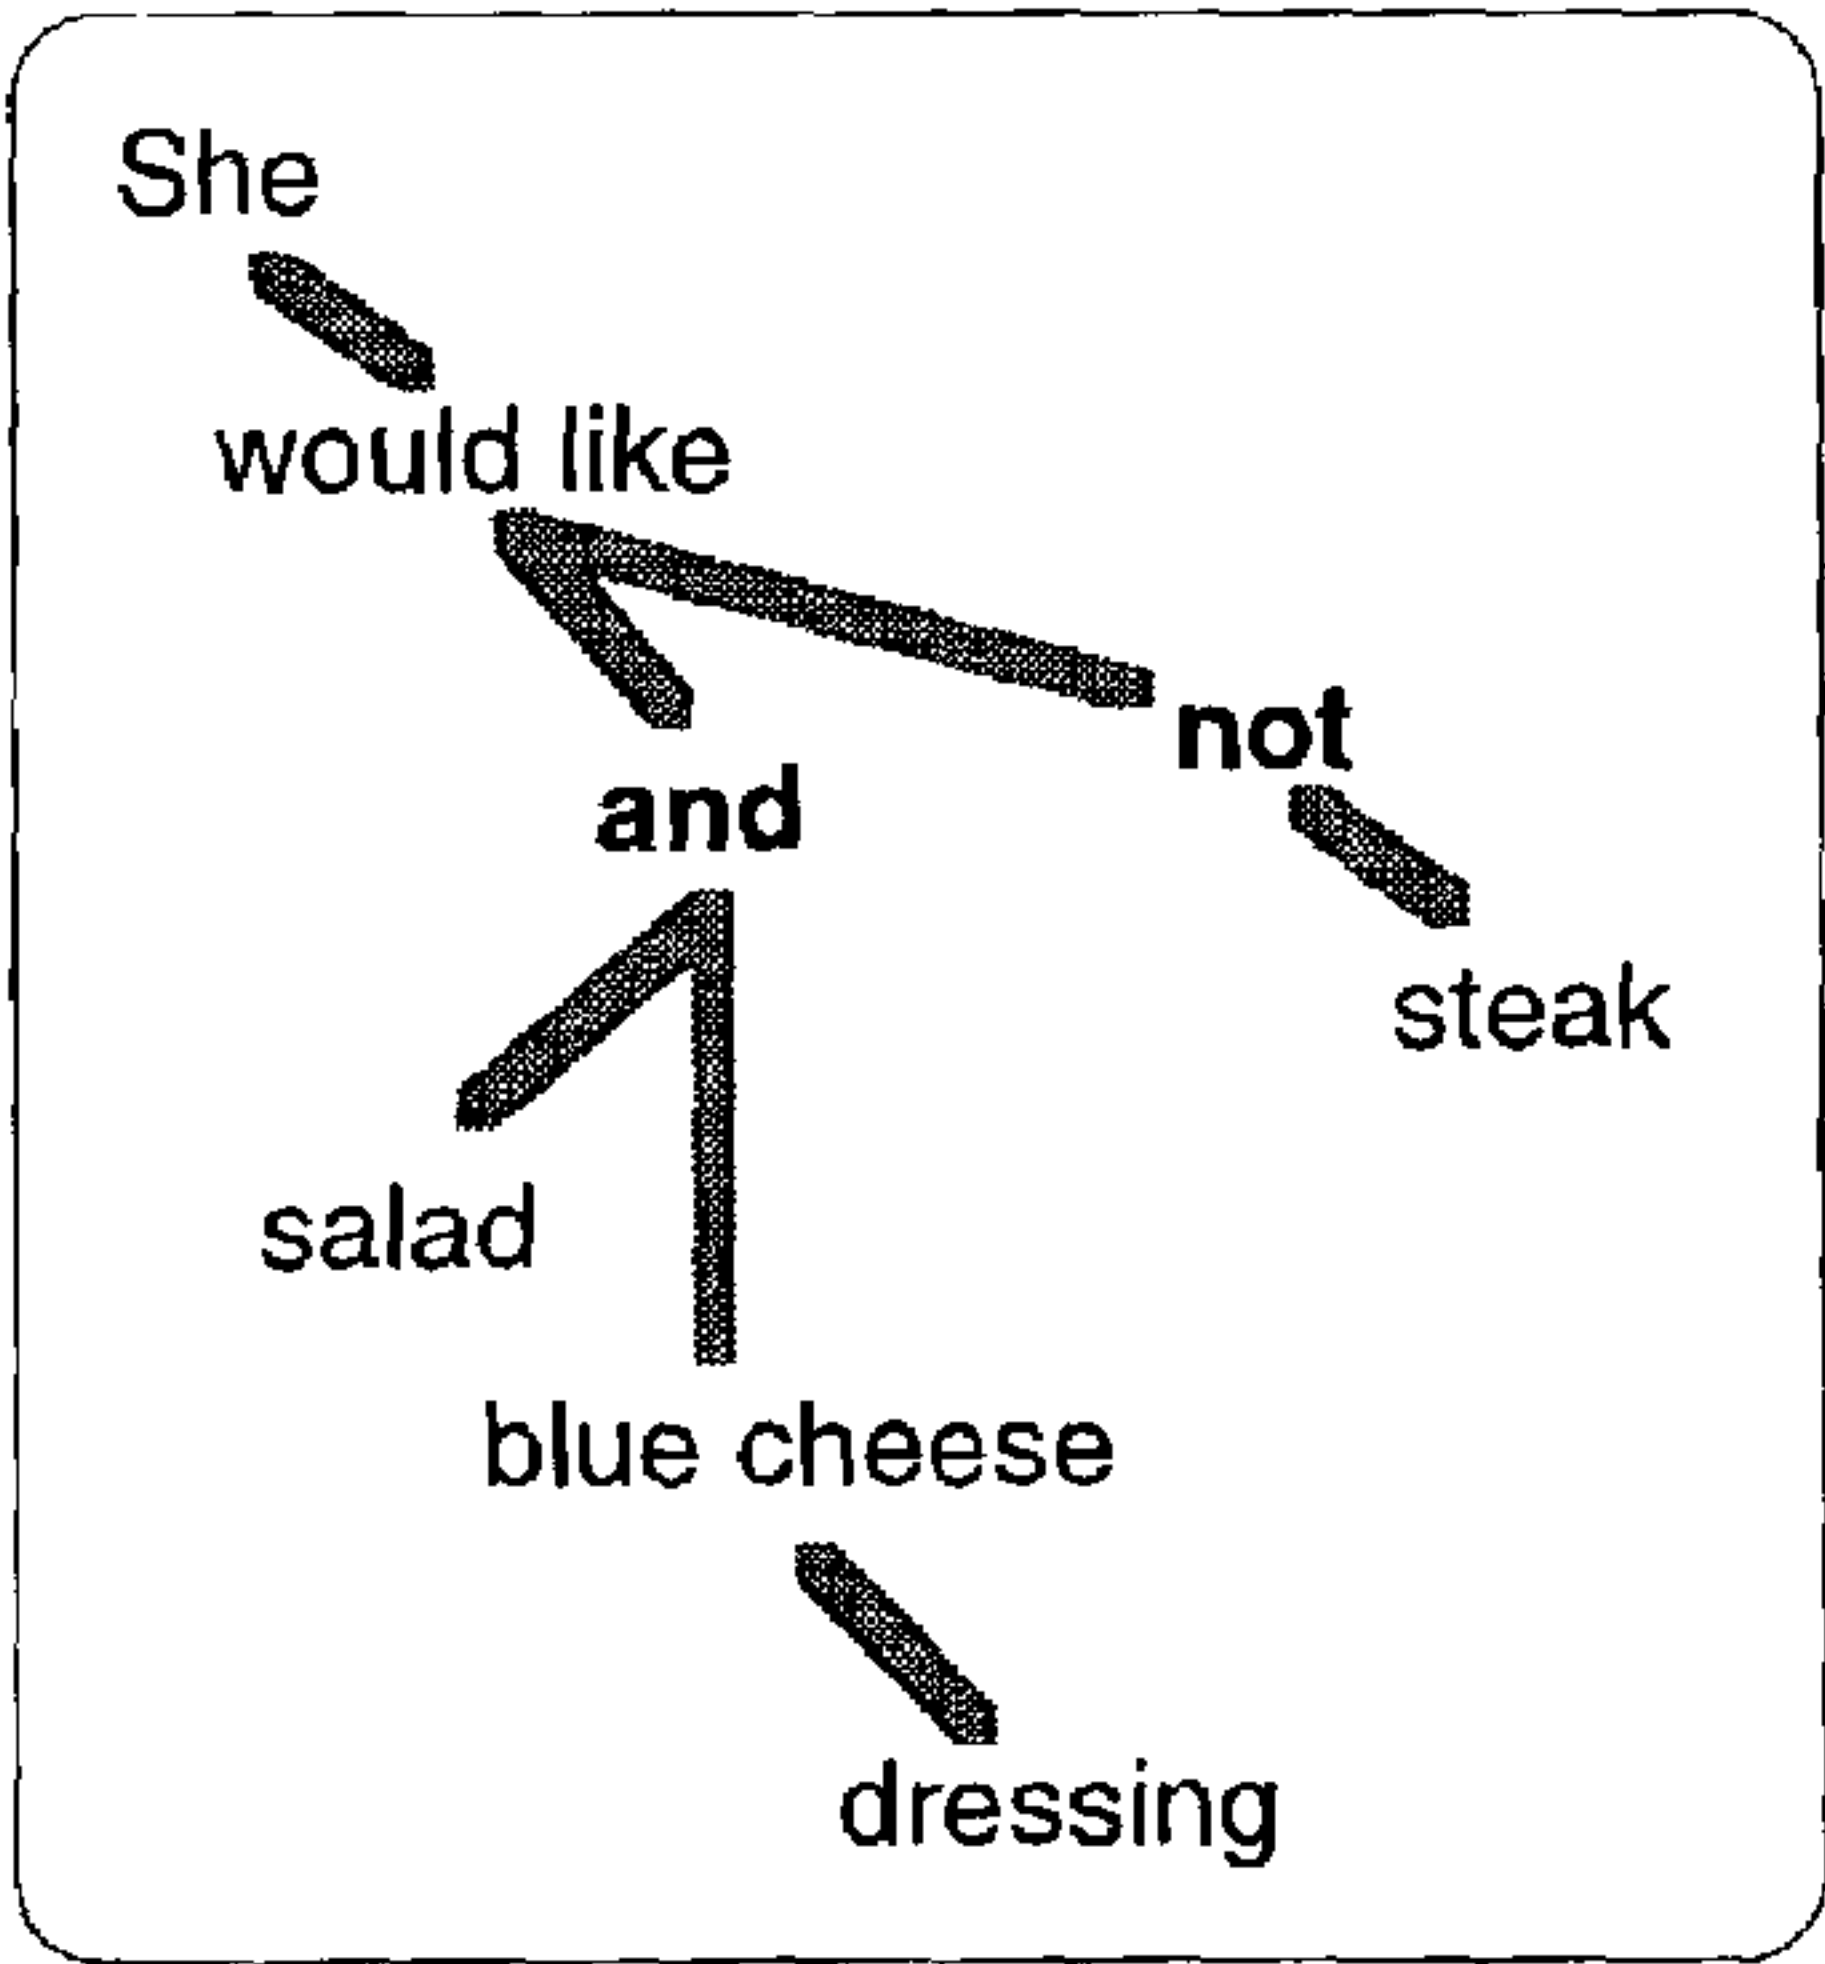 She
would like
not
and
steak
salad
blue cheese
dressing